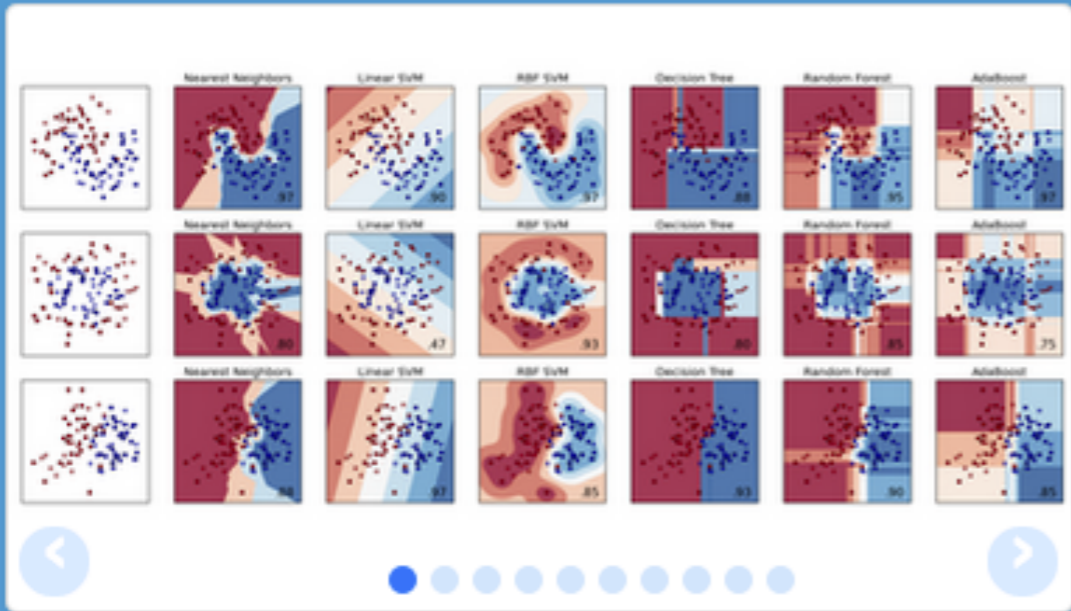 Nearest Neighbors Linear SVM RBF SVM Decision Tree Random Forest AdaBoost
.97 .90 .97 .88 .95 .97
Nearest Neighbors Linear SVM RBF SVM Decision Tree Random Forest AdaBoost
.80 .47 .93 .80 .85 .75
Nearest Neighbors Linear SVM RBF SVM Decision Tree Random Forest AdaBoost
.88 .97 .85 .93 .90 .85